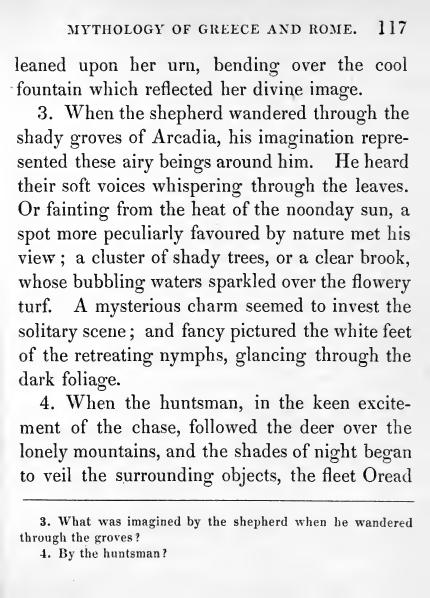 MYTHOLOGY OF GREECE AND ROME. 117
leaned upon her urn, bending over the cool
fountain which reflected her divine image.
3. When the shepherd wandered through the
shady groves of Arcadia, his imagination repre-
sented these airy beings around him. He heard
their soft voices whispering through the leaves.
Or fainting from the heat of the noonday sun, a
spot more peculiarly favoured by nature met his
view; a cluster of shady trees, or a clear brook,
whose bubbling waters sparkled over the flowery
turf. A mysterious charm seemed to invest the
solitary scene; and fancy pictured the white feet
of the retreating nymphs, glancing through the
dark foliage.
4. When the huntsman, in the keen excite-
ment of the chase, followed the deer over the
lonely mountains, and the shades of night began
to veil the surrounding objects, the fleet Oread
3. What was imagined by the shepherd when he wandered
through the groves?
4. By the huntsman?